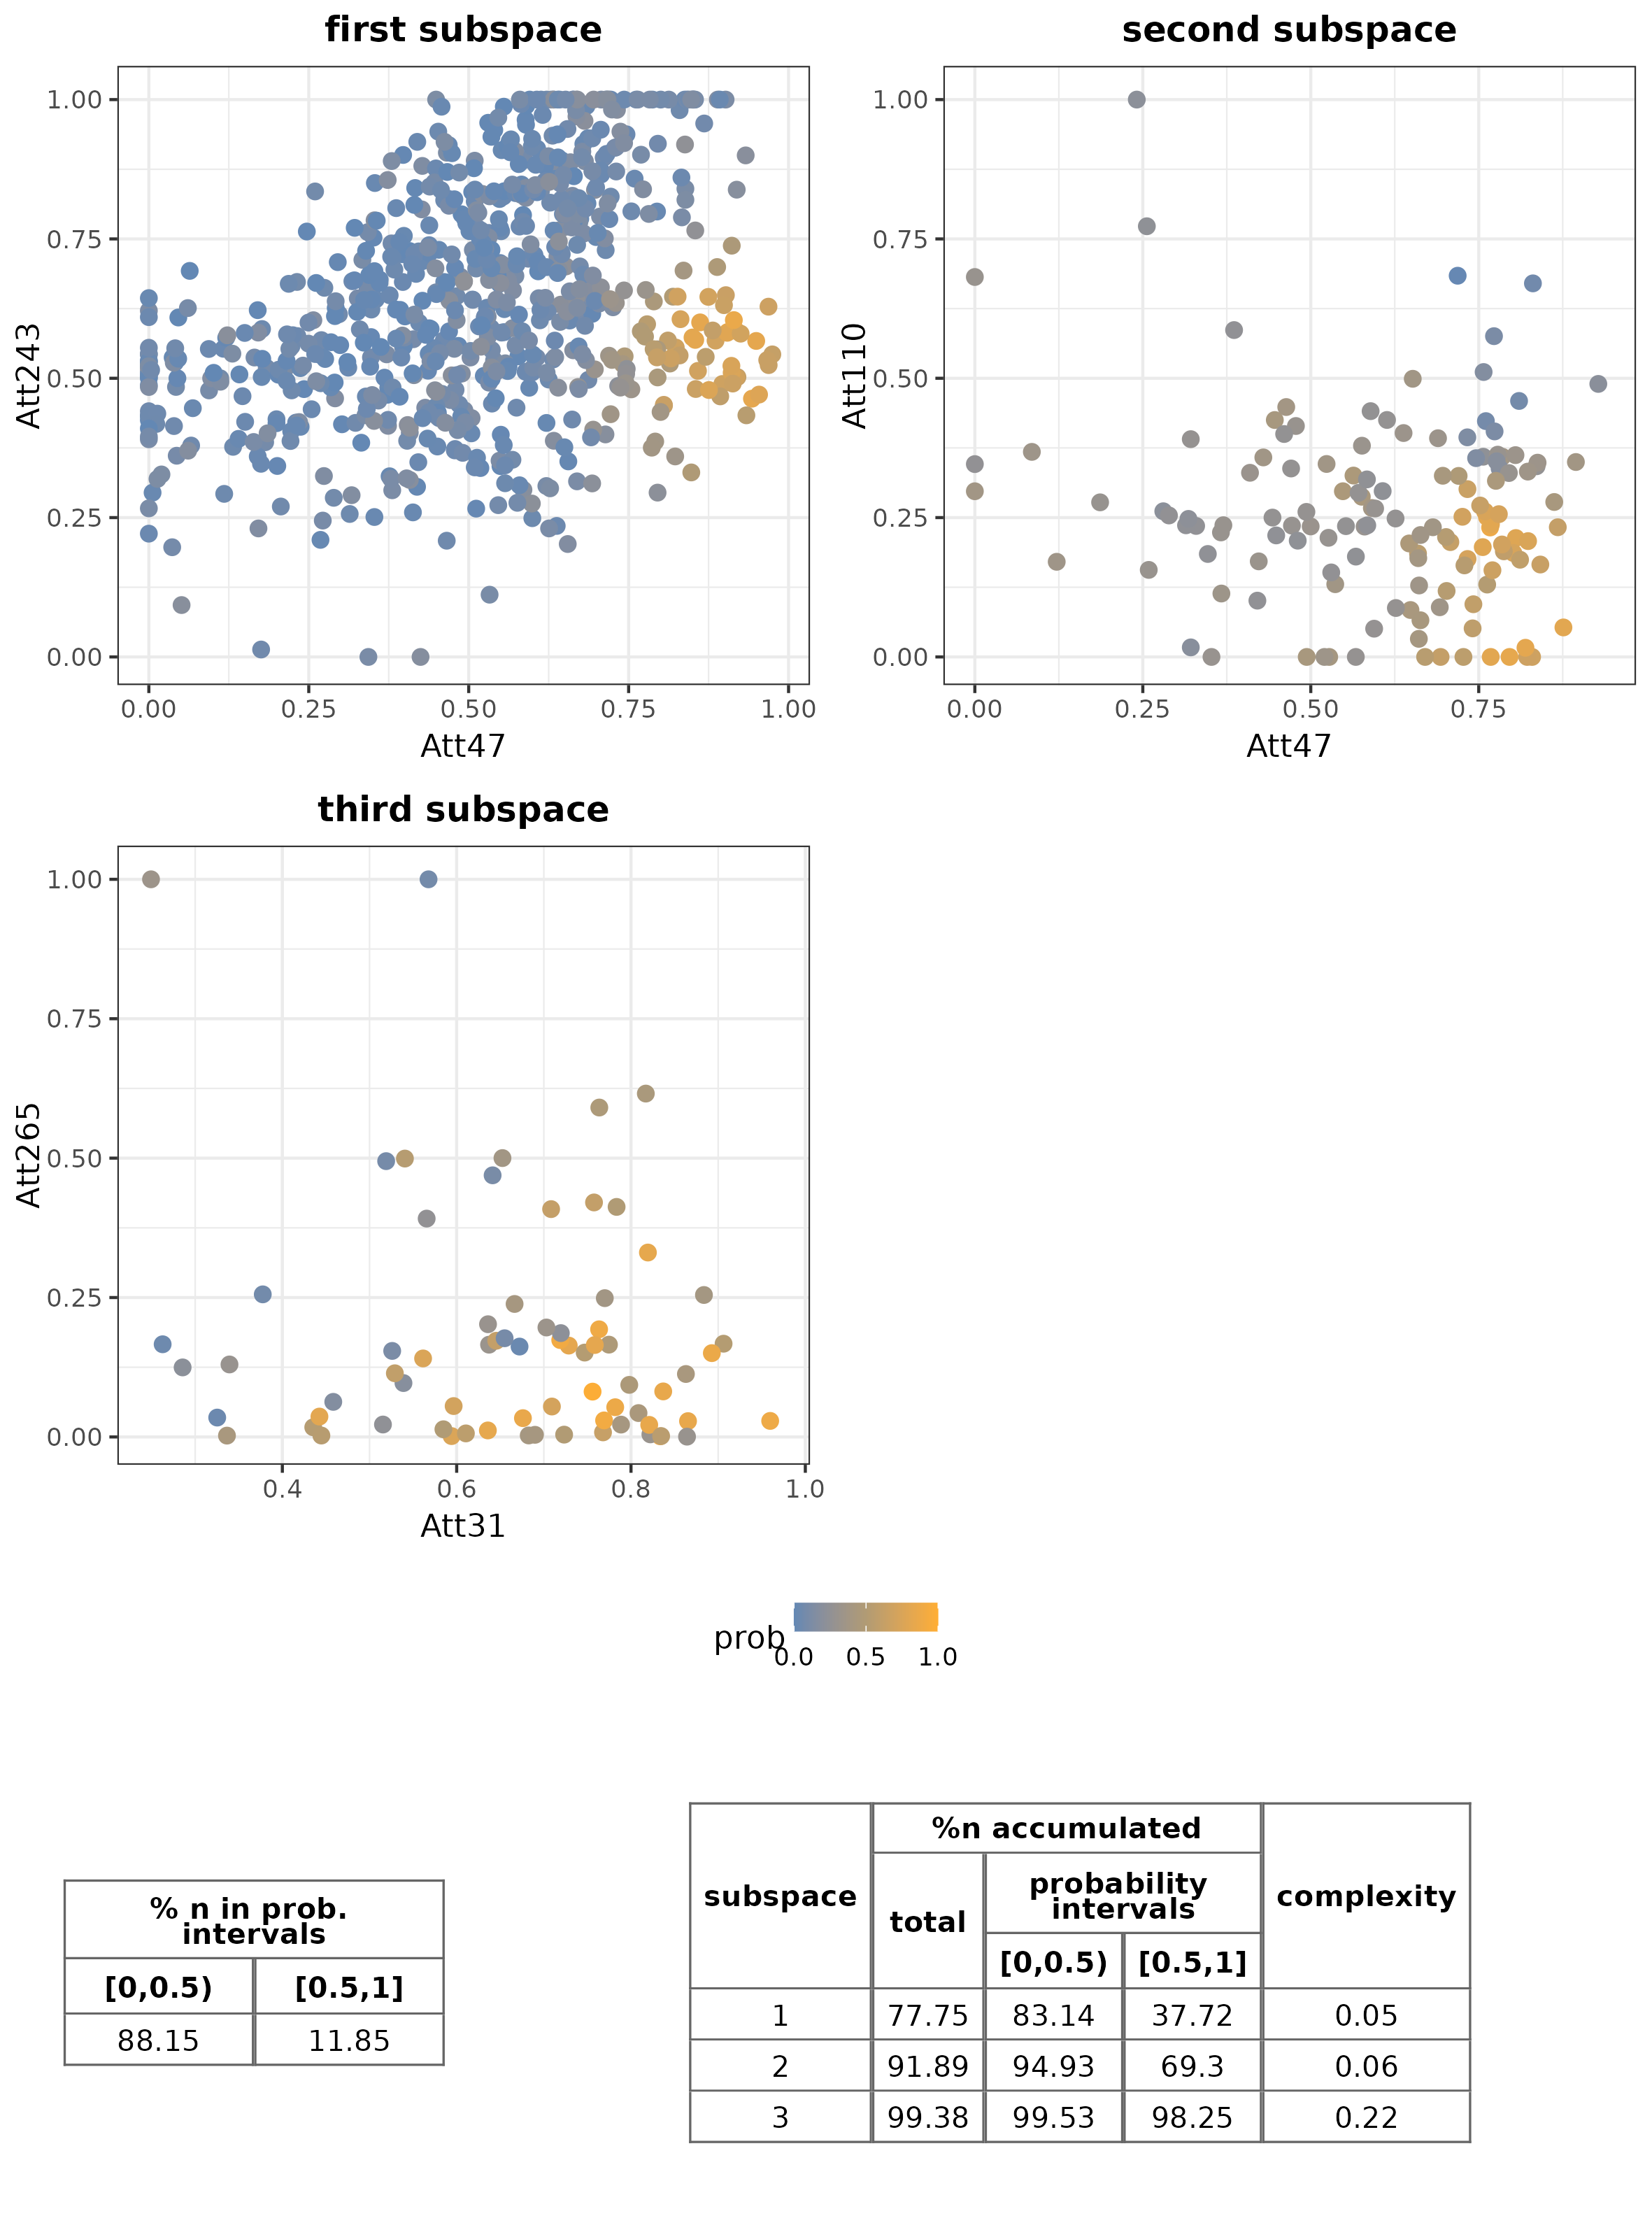 first subspace
second subspace
1.00
0.75
0.50
0.25
0.00
Att243
0.00 0.25 0.50 0.75 1.00
Att47
1.00
0.75
0.50
0.25
0.00
Att110
0.00 0.25 0.50 0.75
Att47
third subspace
1.00
0.75
0.50
0.25
0.00
Att265
0.4 0.6 0.8 1.0
Att31
prob
0.0 0.5 1.0
% n in prob.
intervals
[0,0.5) [0.5,1]
88.15 11.85
%n accumulated
probability
intervals
subspace total complexity
[0,0.5) [0.5,1]
1 77.75 83.14 37.72 0.05
2 91.89 94.93 69.3 0.06
3 99.38 99.53 98.25 0.22